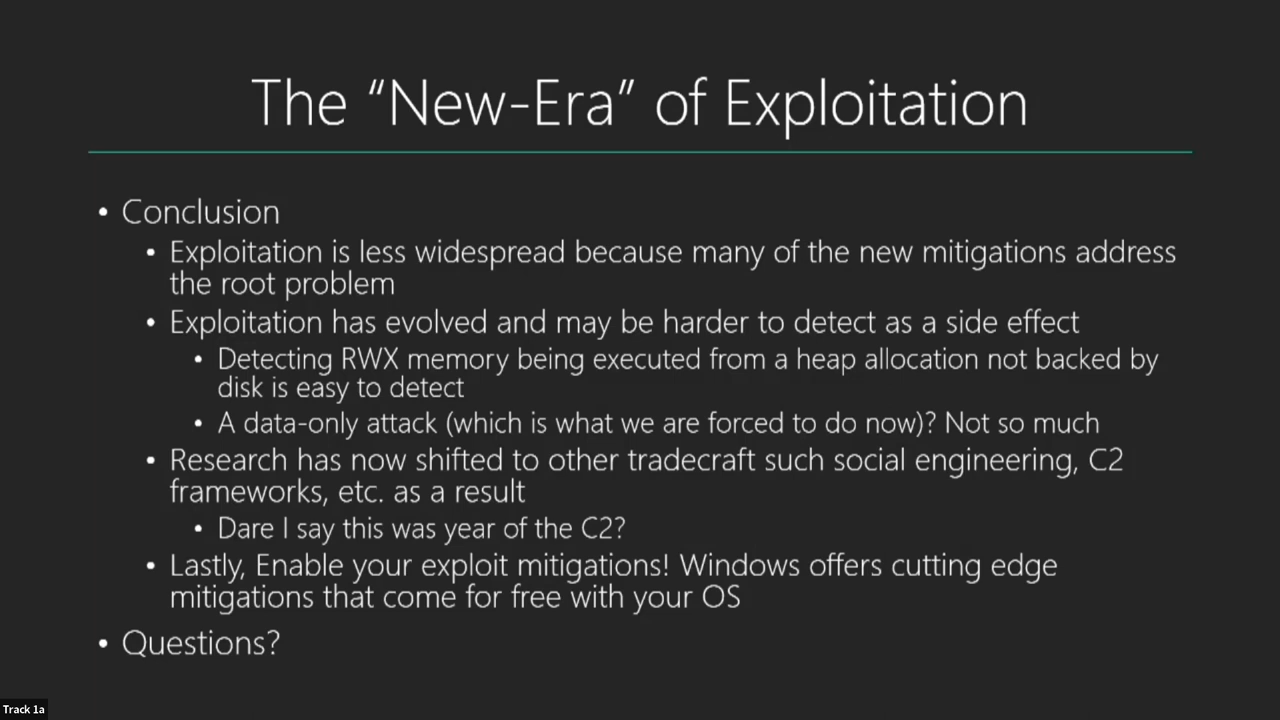 The “New-Era” of Exploitation
• Conclusion
• Exploitation is less widespread because many of the new mitigations address
the root problem
• Exploitation has evolved and may be harder to detect as a side effect
• Detecting RWX memory being executed from a heap allocation not backed by
disk is easy to detect
• A data-only attack (which is what we are forced to do now)? Not so much
• Research has now shifted to other tradecraft such social engineering, C2
frameworks, etc. as a result
• Dare I say this was year of the C2?
• Lastly, Enable your exploit mitigations! Windows offers cutting edge
mitigations that come for free with your OS
• Questions?
Track 1a